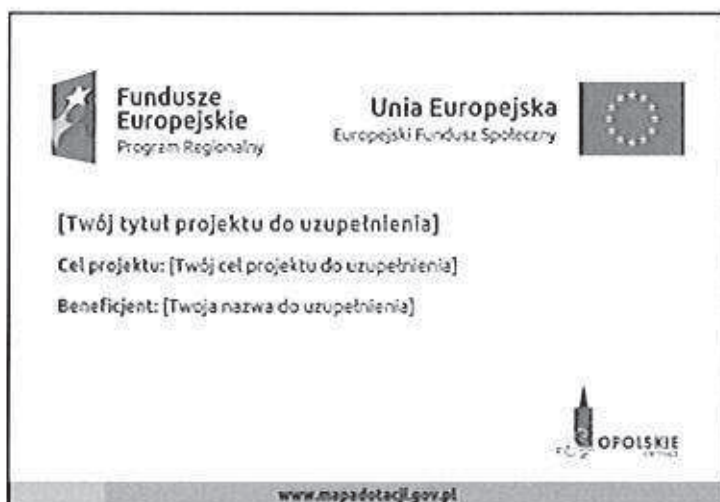 Fundusze
Europejskie
Program Regionalny
Unia Europejska
Europejski Fundusz Społeczny
[Twój tytuł projektu do uzupełnienia]
Cel projektu: [Twój cel projektu do uzupełnienia]
Beneficjent: [Twoja nazwa do uzupełnienia]
OPOLSKIE
www.mapadotacji.gov.pl